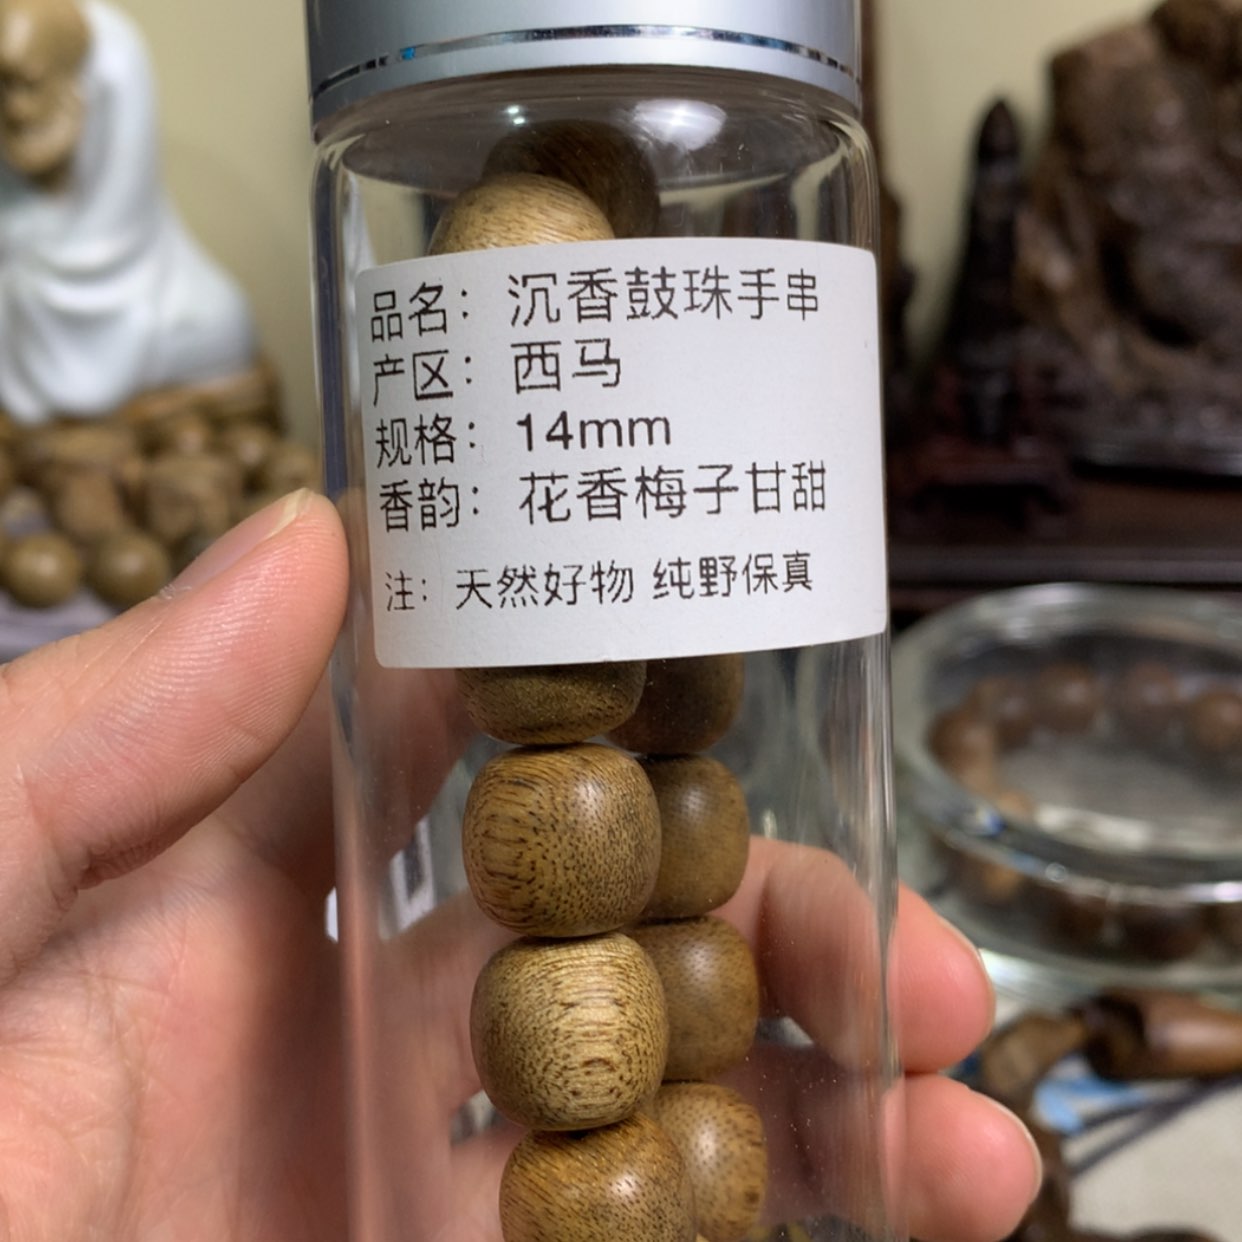 品名：沉香鼓珠手串
产区：西马
规格：14mm
香韵：花香梅子甘甜
注：天然好物 纯野保真